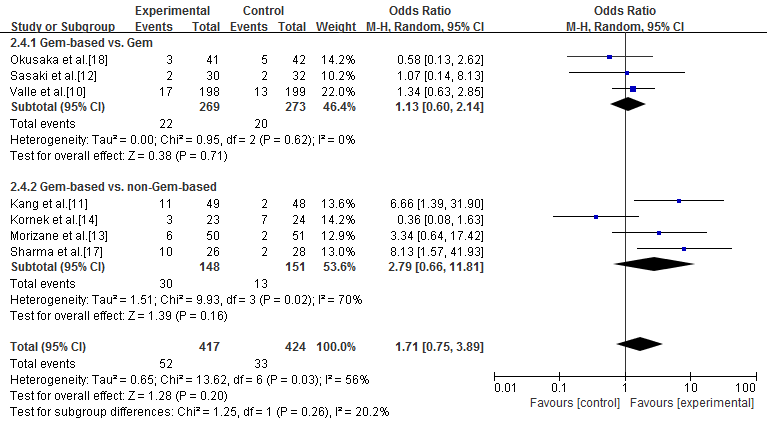 Experimental Control Odds Ratio Odds Ratio
Study or Subgroup Events Total Events Total Weight M-H, Random, 95% CI M-H, Random, 95% CI
2.4.1 Gem-based vs. Gem
Okusaka et al.[18] 3 41 5 42 14.2% 0.58 [0.13, 2.62]
Sasaki et al.[12] 2 30 2 32 10.2% 1.07 [0.14, 8.13]
Valle et al.[10] 17 198 13 199 22.0% 1.34 [0.63, 2.85]
Subtotal (95% CI) 269 273 46.4% 1.13 [0.60, 2.14]
Total events 22 20
Heterogeneity: Tau² = 0.00; Chi² = 0.95, df = 2 (P = 0.62); I² = 0%
Test for overall effect: Z = 0.38 (P = 0.71)
2.4.2 Gem-based vs. non-Gem-based
Kang et al.[11] 11 49 2 48 13.6% 6.66 [1.39, 31.90]
Kornek et al.[14] 3 23 7 24 14.2% 0.36 [0.08, 1.63]
Morizane et al.[13] 6 50 2 51 12.9% 3.34 [0.64, 17.42]
Sharma et al.[17] 10 26 2 28 13.0% 8.13 [1.57, 41.93]
Subtotal (95% CI) 148 151 53.6% 2.79 [0.66, 11.81]
Total events 30 13
Heterogeneity: Tau² = 1.51; Chi² = 9.93, df = 3 (P = 0.02); I² = 70%
Test for overall effect: Z = 1.39 (P = 0.16)
Total (95% CI) 417 424 100.0% 1.71 [0.75, 3.89]
Total events 52 33
Heterogeneity: Tau² = 0.65; Chi² = 13.62, df = 6 (P = 0.03); I² = 56%
Test for overall effect: Z = 1.28 (P = 0.20)
Test for subgroup differences: Chi² = 1.25, df = 1 (P = 0.26), I² = 20.2%
0.01 0.1 1 10 100
Favours [control] Favours [experimental]